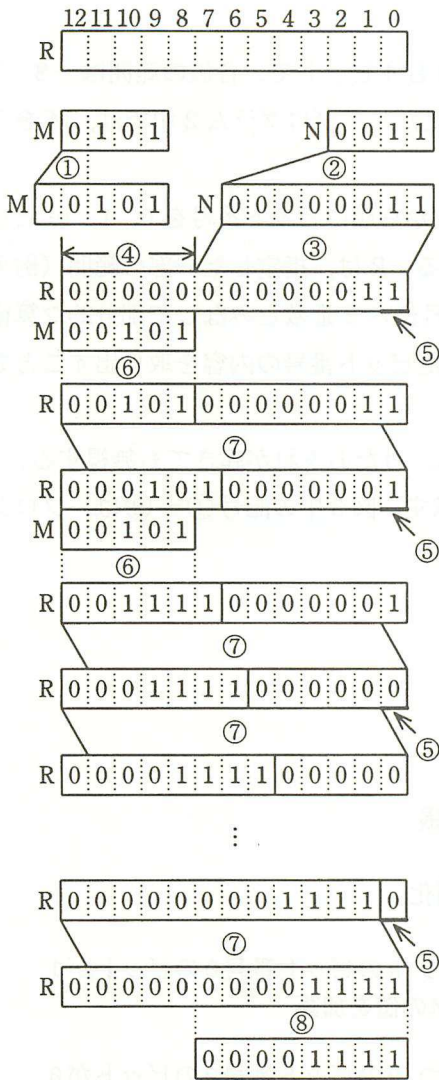 12 11 10 9 8 7 6 5 4 3 2 1 0
R
M 0 1 0 1 N 0 0 1 1
① ②
M 0 0 1 0 1 N 0 0 0 0 0 0 1 1
④ ③
R 0 0 0 0 0 0 0 0 0 0 0 1 1
M 0 0 1 0 1
⑤
⑥
R 0 0 1 0 1 0 0 0 0 0 0 1 1
⑦
R 0 0 0 1 0 1 0 0 0 0 0 0 1
M 0 0 1 0 1
⑤
⑥
R 0 0 1 1 1 1 0 0 0 0 0 0 1
⑦
R 0 0 0 1 1 1 1 0 0 0 0 0 0
⑦ ⑤
R 0 0 0 0 1 1 1 1 0 0 0 0 0
⋮
R 0 0 0 0 0 0 0 0 1 1 1 1 0
⑦ ⑤
R 0 0 0 0 0 0 0 0 0 1 1 1 1
⑧
0 0 0 0 1 1 1 1